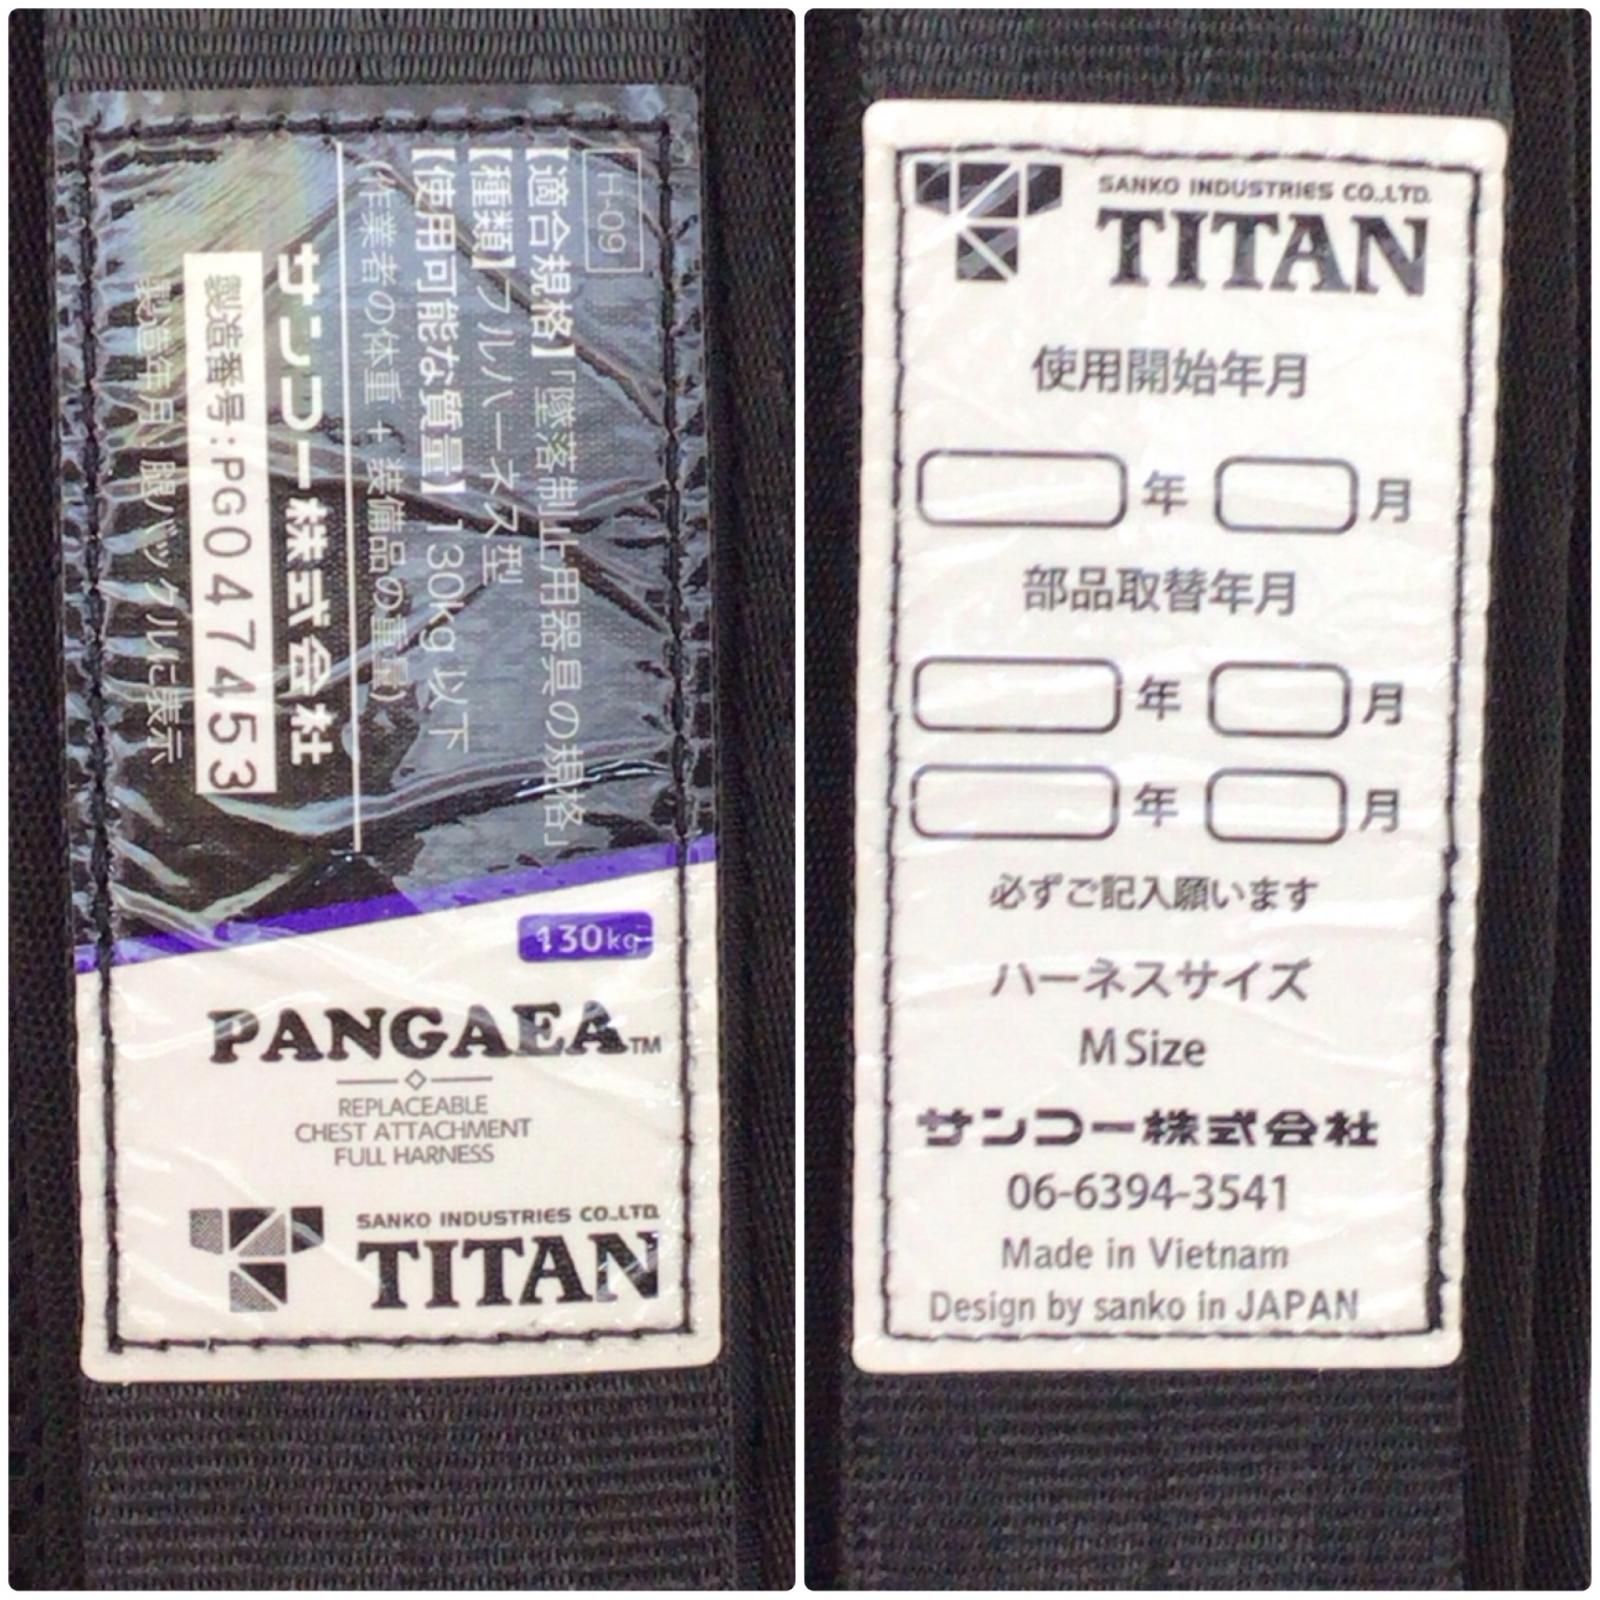 H-09
【適合規格】「墜落制止用器具の規格」
【種類】フルハーネス型
【使用可能な質量】130kg以下
(作業者の体重 + 装備品の重量)
サンコー株式会社
製造番号:PG047453
製造年月 腿バックルに表示
130kg
PANGAEA™
REPLACEABLE
CHEST ATTACHMENT
FULL HARNESS
SANKO INDUSTRIES CO.,LTD.
TITAN
SANKO INDUSTRIES CO.,LTD.
TITAN
使用開始年月
年 月
部品取替年月
年 月
年 月
必ずご記入願います
ハーネスサイズ
M Size
サンコー株式会社
06-6394-3541
Made in Vietnam
Design by sanko in JAPAN